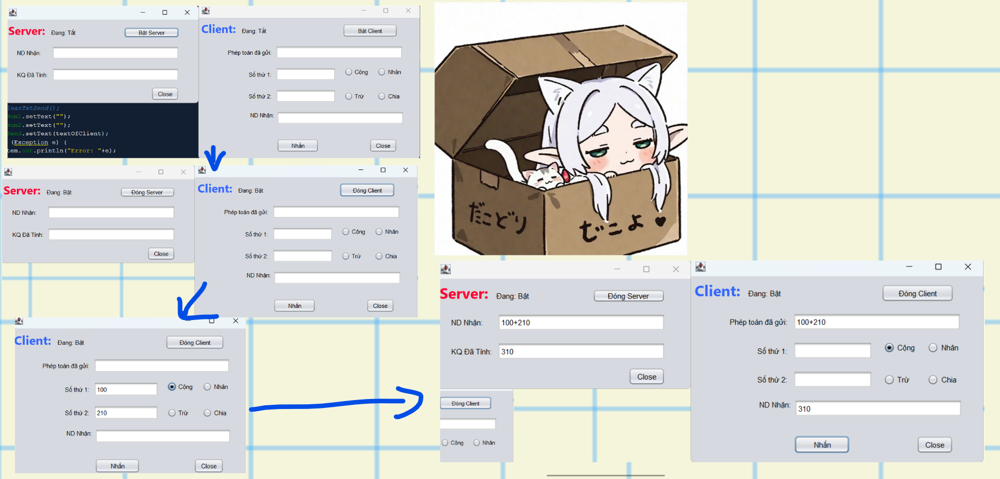 Server: Đang: Tắt
Bật Server
ND Nhận:
KQ Đã Tính:
Close
Client: Đang: Tắt
Bật Client
Phép toán đã gửi:
Số thứ 1:
Cộng
Nhân
Số thứ 2:
Trừ
Chia
ND Nhận:
Nhấn
Close
leanTxtSend();
Num1.setText("");
Num2.setText("");
Send.setText(textOfClient);
(Exception e) {
tem.out.println("Error: "+e);
Server: Đang: Bật
Đóng Server
ND Nhận:
KQ Đã Tính:
Close
Client: Đang: Bật
Đóng Client
Phép toán đã gửi:
Số thứ 1:
Cộng
Nhân
Số thứ 2:
Trừ
Chia
ND Nhận:
Nhấn
Close
Client: Đang: Bật
Đóng Client
Phép toán đã gửi:
Số thứ 1: 100
Cộng
Nhân
Số thứ 2: 210
Trừ
Chia
ND Nhận:
Nhấn
Close
だこどり
じこよ♥
Server: Đang: Bật
Đóng Server
ND Nhận: 100+210
KQ Đã Tính: 310
Close
Đóng Client
Cộng
Nhân
Client: Đang: Bật
Đóng Client
Phép toán đã gửi: 100+210
Số thứ 1:
Cộng
Nhân
Số thứ 2:
Trừ
Chia
ND Nhận: 310
Nhấn
Close